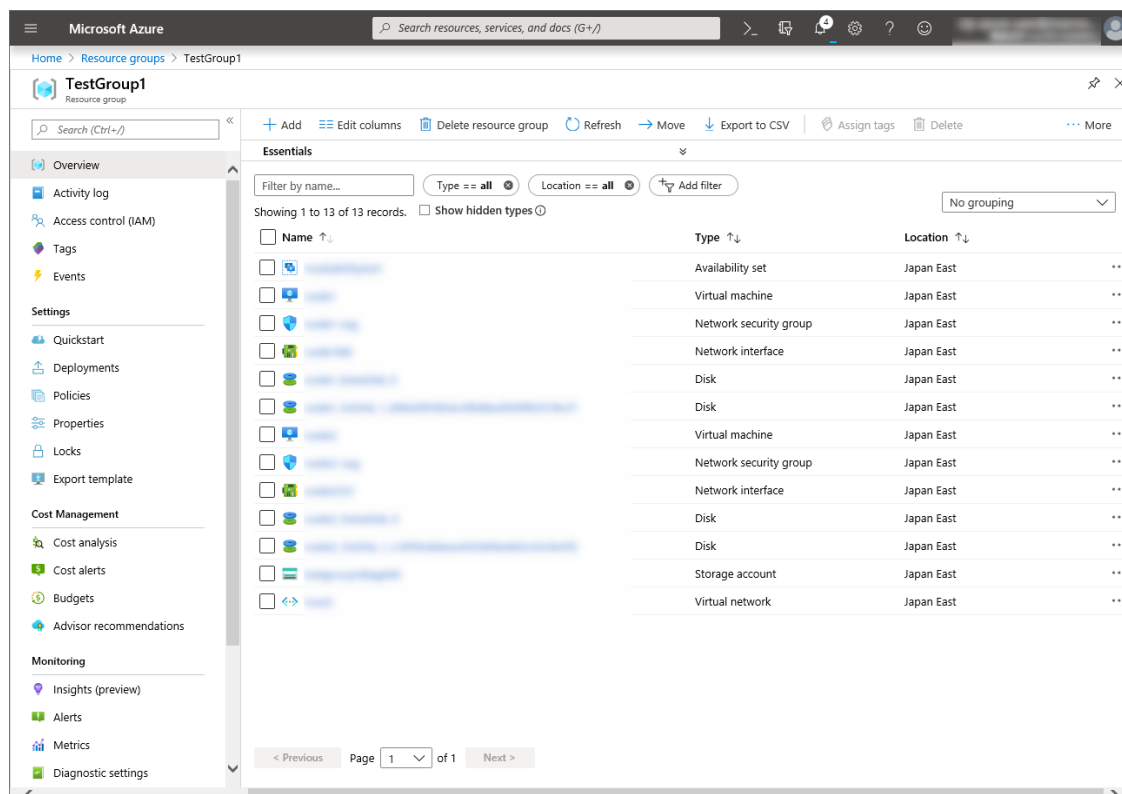 Microsoft Azure
Search resources, services, and docs (G+/)
4
Home > Resource groups > TestGroup1
TestGroup1
Resource group
Search (Ctrl+/)
Overview
Activity log
Access control (IAM)
Tags
Events
Settings
Quickstart
Deployments
Policies
Properties
Locks
Export template
Cost Management
Cost analysis
Cost alerts
Budgets
Advisor recommendations
Monitoring
Insights (preview)
Alerts
Metrics
Diagnostic settings
Add Edit columns Delete resource group Refresh Move Export to CSV Assign tags Delete ··· More
Essentials
Filter by name... Type == all Location == all Add filter
Showing 1 to 13 of 13 records. Show hidden types
No grouping
Name ↑↓ Type ↑↓ Location ↑↓
Availability set Japan East
Virtual machine Japan East
Network security group Japan East
Network interface Japan East
Disk Japan East
Disk Japan East
Virtual machine Japan East
Network security group Japan East
Network interface Japan East
Disk Japan East
Disk Japan East
Storage account Japan East
Virtual network Japan East
< Previous Page 1 of 1 Next >